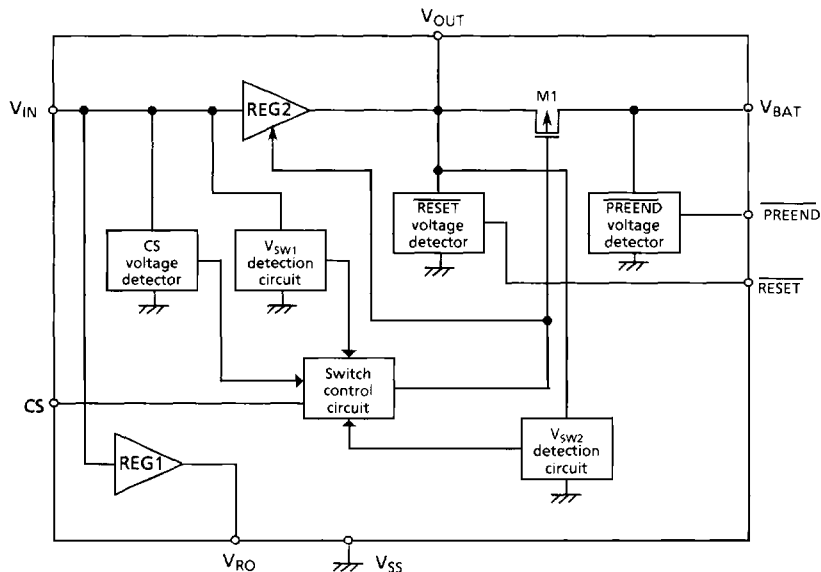 VOUT
M1
VIN
REG2
VBAT
RESET
voltage
detector
PREEND
voltage
detector
PREEND
CS
voltage
detector
VSW1
detection
circuit
RESET
Switch
control
circuit
CS
VSW2
detection
circuit
REG1
VRO
VSS